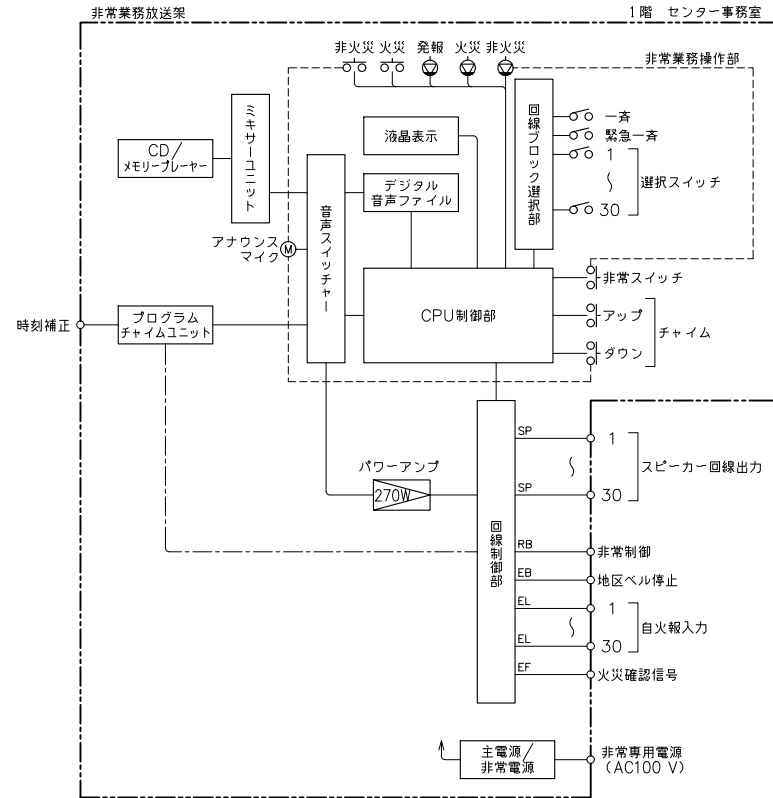 非常業務放送架
1階 センター事務室
非火災
火災
発報
火災
非火災
非常業務操作部
ミキサーユニット
CD/
メモリープレーヤー
液晶表示
デジタル
音声ファイル
音声スイッチャー
回線ブロック選択部
一斉
緊急一斉
1
〜
30
選択スイッチ
アナウンス
マイク
M
CPU制御部
非常スイッチ
アップ
ダウン
チャイム
時刻補正
プログラム
チャイムユニット
パワーアンプ
270W
回線制御部
SP
1
〜
SP
30
スピーカー回線出力
RB
非常制御
EB
地区ベル停止
EL
1
〜
EL
30
自火報入力
EF
火災確認信号
主電源/
非常電源
非常専用電源
(AC100 V)